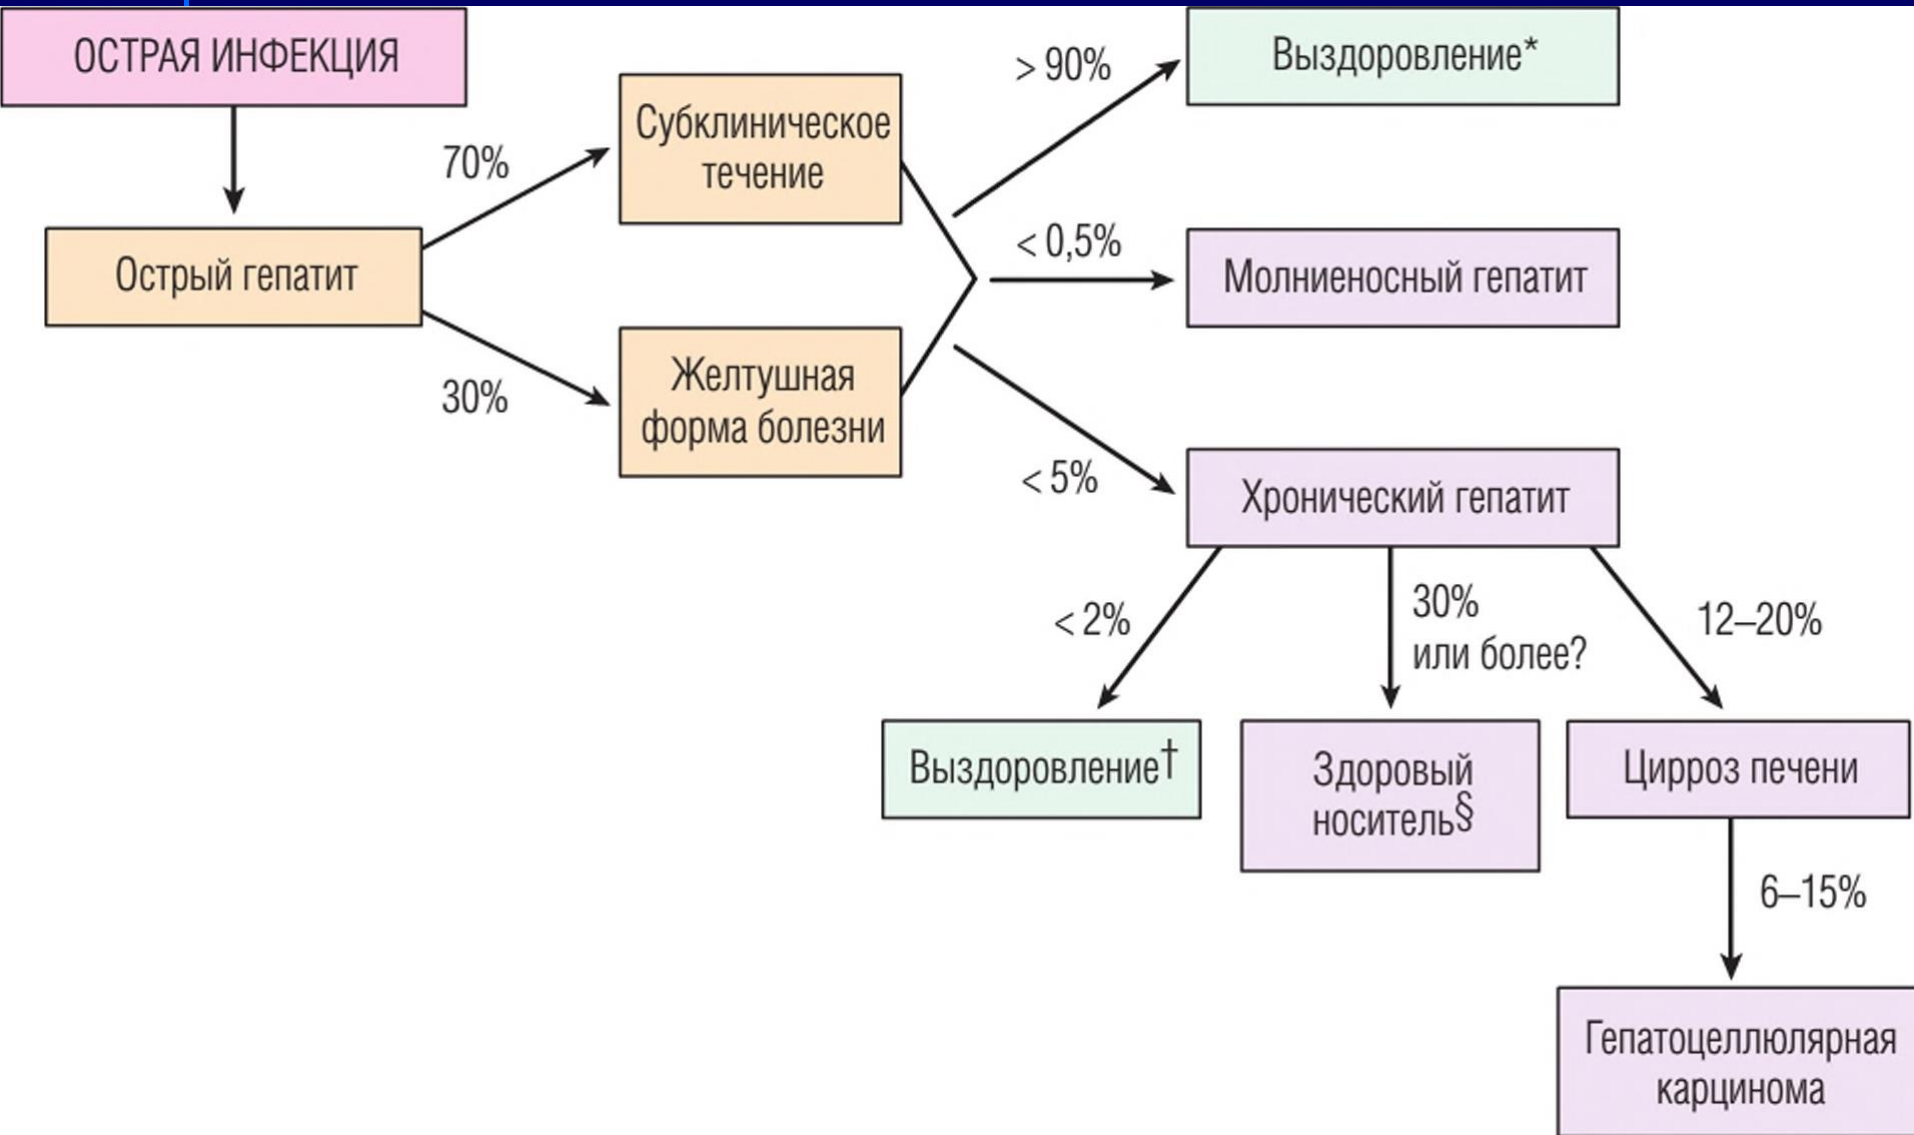 ОСТРАЯ ИНФЕКЦИЯ
Выздоровление*
> 90%
Субклиническое
течение
70%
< 0,5%
Острый гепатит
Молниеносный гепатит
Желтушная
форма болезни
30%
< 5%
Хронический гепатит
< 2%
30%
или более?
12–20%
Выздоровление†
Здоровый
носитель§
Цирроз печени
6–15%
Гепатоцеллюлярная
карцинома